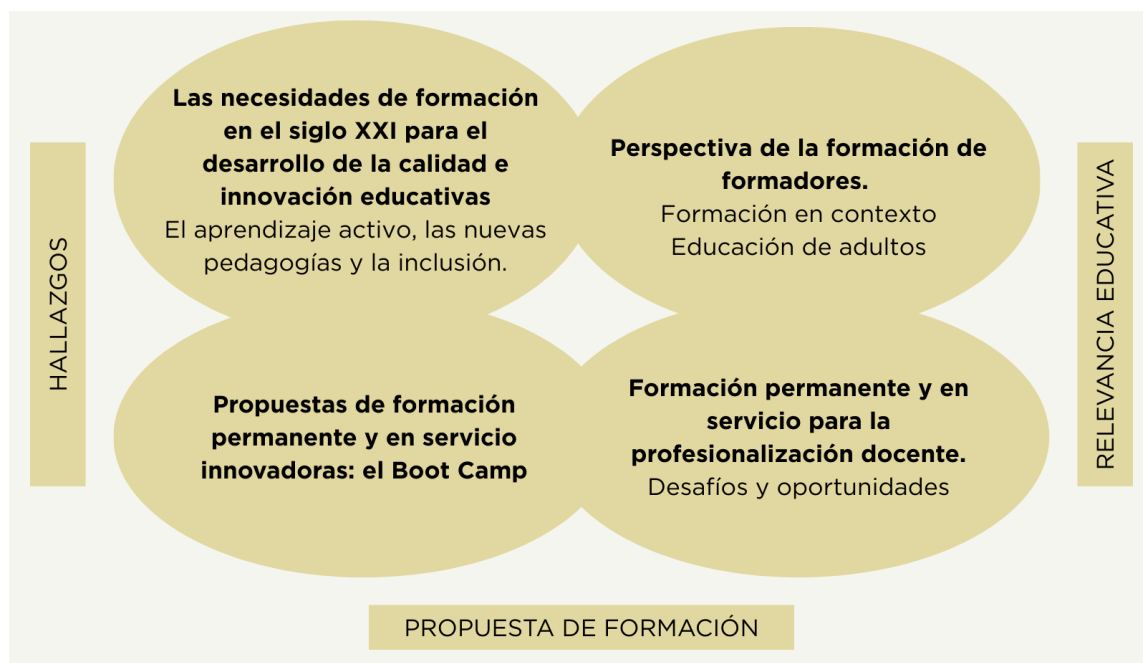 Las necesidades de formación
en el siglo XXI para el
desarrollo de la calidad e
innovación educativas
El aprendizaje activo, las nuevas
pedagogías y la inclusión.
Perspectiva de la formación de
formadores.
Formación en contexto
Educación de adultos
HALLAZGOS
RELEVANCIA EDUCATIVA
Propuestas de formación
permanente y en servicio
innovadoras: el Boot Camp
Formación permanente y en
servicio para la
profesionalización docente.
Desafíos y oportunidades
PROPUESTA DE FORMACIÓN